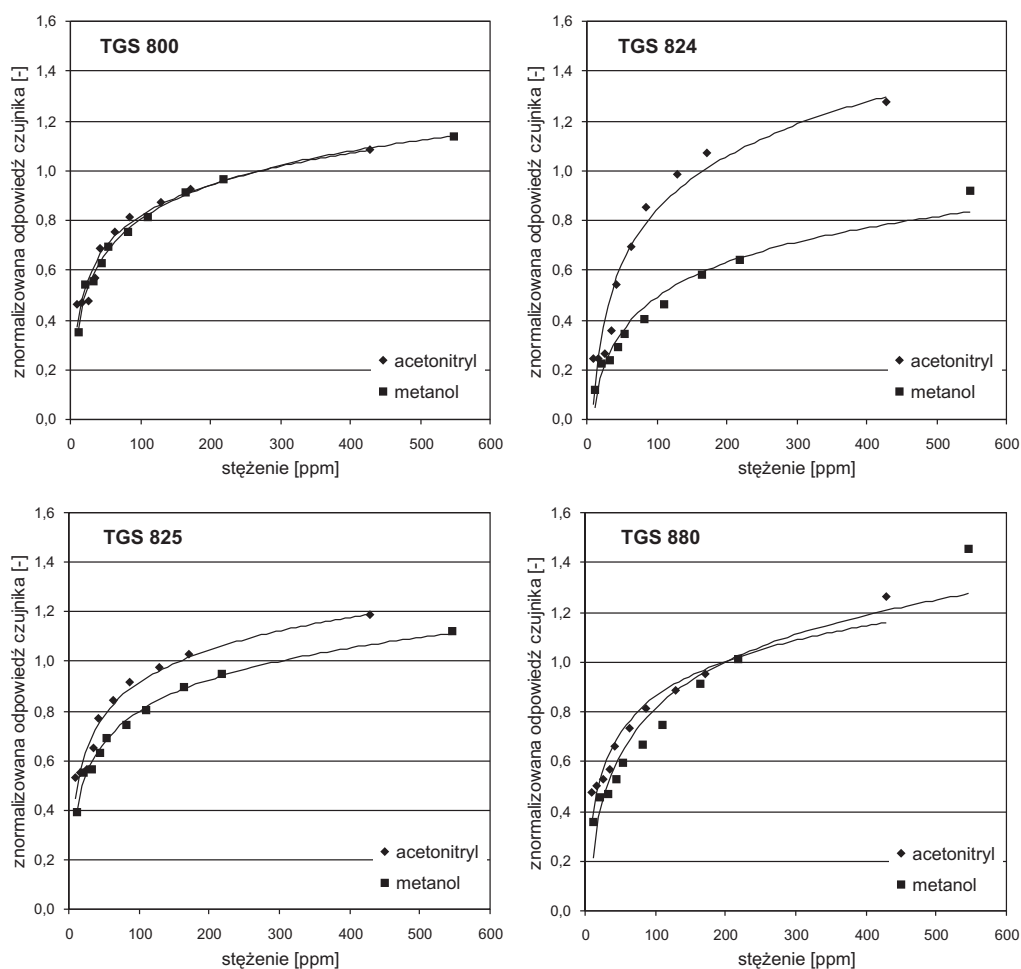 TGS 800
znormalizowana odpowiedź czujnika [-]
1,6
1,4
1,2
1,0
0,8
0,6
0,4
0,2
0,0
0 100 200 300 400 500 600
stężenie [ppm]
acetonitryl
metanol
TGS 824
znormalizowana odpowiedź czujnika [-]
1,6
1,4
1,2
1,0
0,8
0,6
0,4
0,2
0,0
0 100 200 300 400 500 600
stężenie [ppm]
acetonitryl
metanol
TGS 825
znormalizowana odpowiedź czujnika [-]
1,6
1,4
1,2
1,0
0,8
0,6
0,4
0,2
0,0
0 100 200 300 400 500 600
stężenie [ppm]
acetonitryl
metanol
TGS 880
znormalizowana odpowiedź czujnika [-]
1,6
1,4
1,2
1,0
0,8
0,6
0,4
0,2
0,0
0 100 200 300 400 500 600
stężenie [ppm]
acetonitryl
metanol